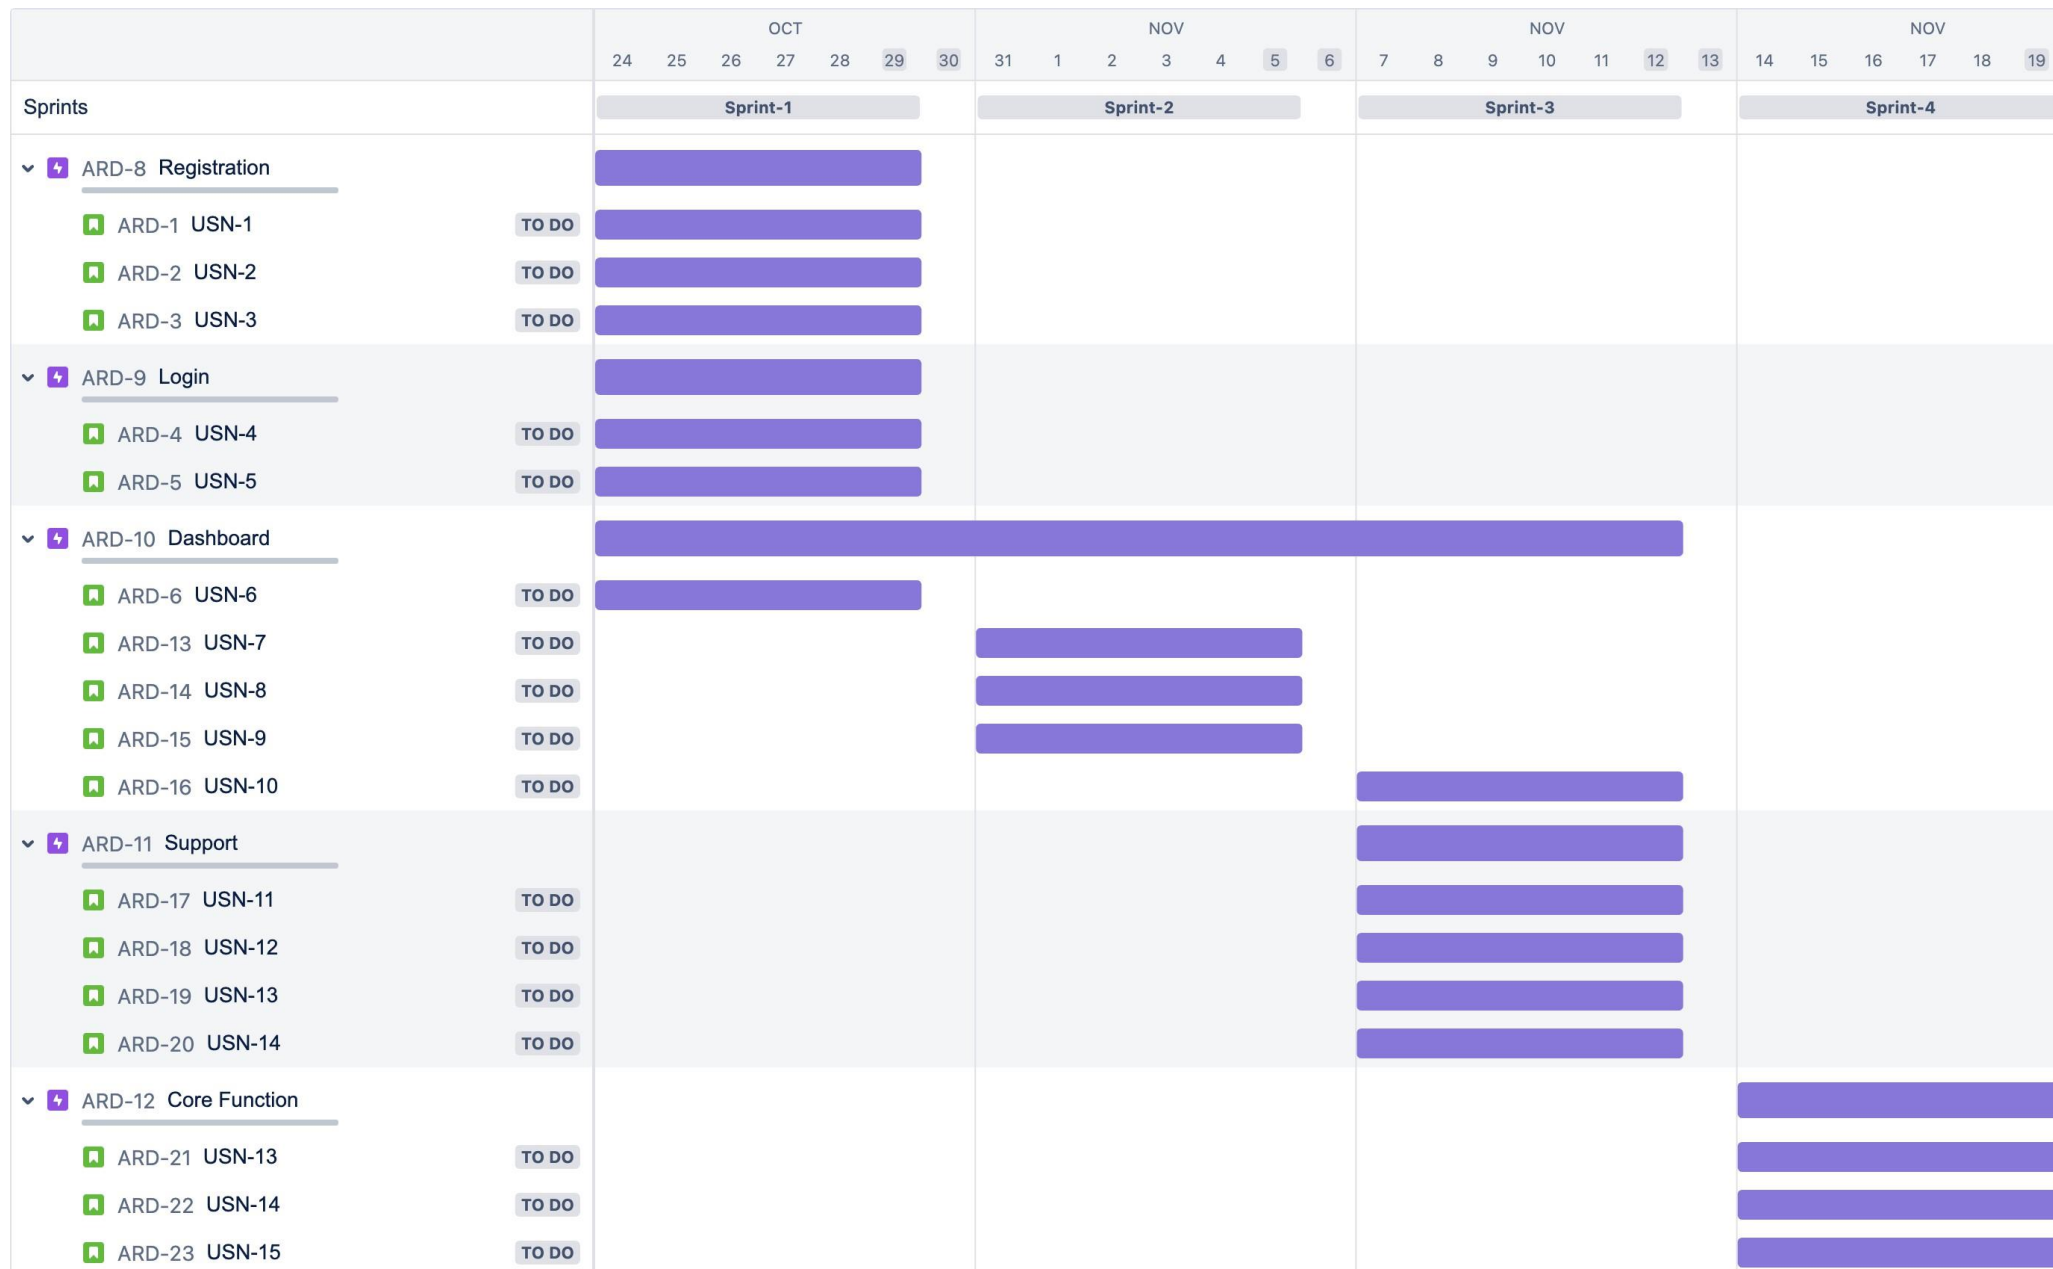 OCT NOV NOV NOV
24 25 26 27 28 29 30 31 1 2 3 4 5 6 7 8 9 10 11 12 13 14 15 16 17 18 19
Sprints Sprint-1 Sprint-2 Sprint-3 Sprint-4
ARD-8 Registration
ARD-1 USN-1 TO DO
ARD-2 USN-2 TO DO
ARD-3 USN-3 TO DO
ARD-9 Login
ARD-4 USN-4 TO DO
ARD-5 USN-5 TO DO
ARD-10 Dashboard
ARD-6 USN-6 TO DO
ARD-13 USN-7 TO DO
ARD-14 USN-8 TO DO
ARD-15 USN-9 TO DO
ARD-16 USN-10 TO DO
ARD-11 Support
ARD-17 USN-11 TO DO
ARD-18 USN-12 TO DO
ARD-19 USN-13 TO DO
ARD-20 USN-14 TO DO
ARD-12 Core Function
ARD-21 USN-13 TO DO
ARD-22 USN-14 TO DO
ARD-23 USN-15 TO DO